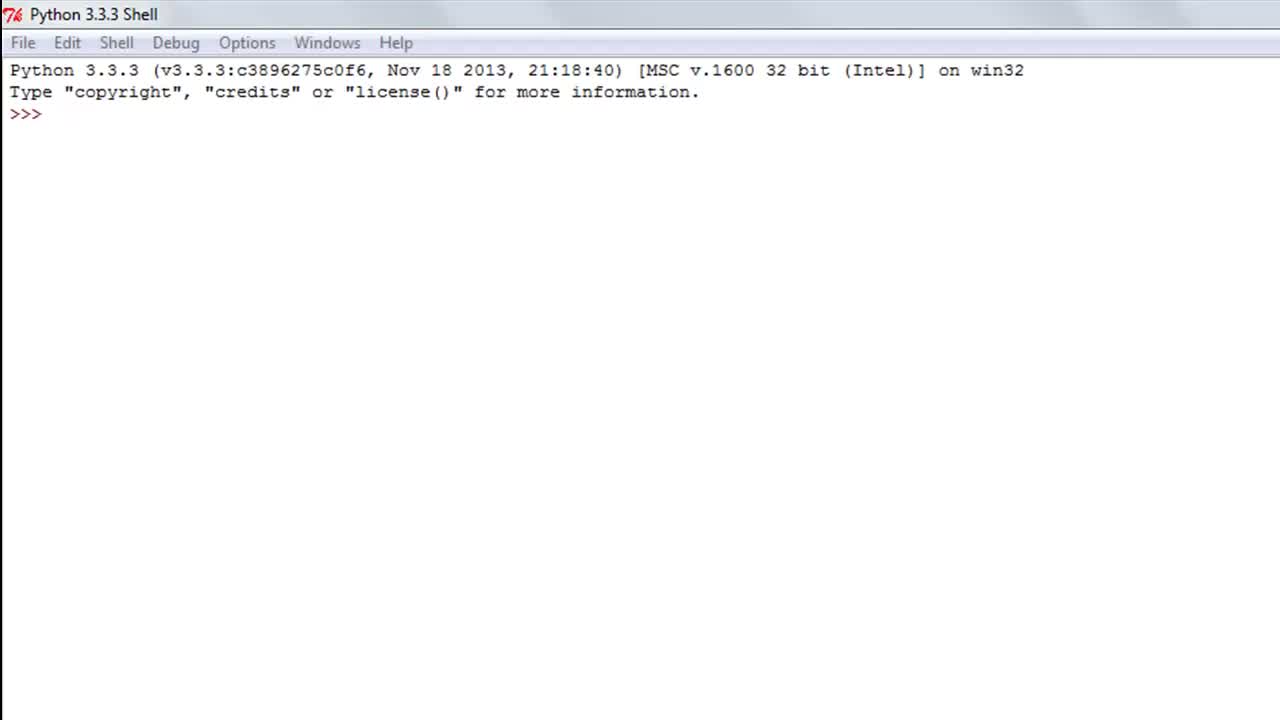 Python 3.3.3 Shell
File Edit Shell Debug Options Windows Help
Python 3.3.3 (v3.3.3:c3896275c0f6, Nov 18 2013, 21:18:40) [MSC v.1600 32 bit (Intel)] on win32
Type "copyright", "credits" or "license()" for more information.
>>>